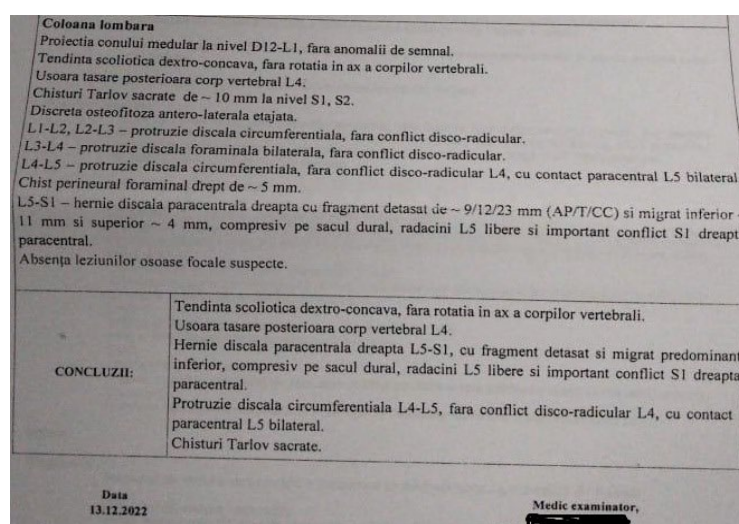 Coloana lombara
Proiectia conului medular la nivel D12-L1, fara anomalii de semnal.
Tendinta scoliotica dextro-concava, fara rotatia in ax a corpilor vertebrali.
Usoara tasare posterioara corp vertebral L4.
Chisturi Tarlov sacrate de ~ 10 mm la nivel S1, S2.
Discreta osteofitoza antero-laterala etajata.
L1-L2, L2-L3 – protruzie discala circumferentiala, fara conflict disco-radicular.
L3-L4 – protruzie discala foraminala bilaterala, fara conflict disco-radicular.
L4-L5 – protruzie discala circumferentiala, fara conflict disco-radicular L4, cu contact paracentral L5 bilateral
Chist perineural foraminal drept de ~ 5 mm.
L5-S1 – hernie discala paracentrala dreapta cu fragment detasat de ~ 9/12/23 mm (AP/T/CC) si migrat inferior
11 mm si superior ~ 4 mm, compresiv pe sacul dural, radacini L5 libere si important conflict S1 dreapt
paracentral.
Absența leziunilor osoase focale suspecte.
CONCLUZII:
Tendinta scoliotica dextro-concava, fara rotatia in ax a corpilor vertebrali.
Usoara tasare posterioara corp vertebral L4.
Hernie discala paracentrala dreapta L5-S1, cu fragment detasat si migrat predominant
inferior, compresiv pe sacul dural, radacini L5 libere si important conflict S1 dreapta
paracentral.
Protruzie discala circumferentiala L4-L5, fara conflict disco-radicular L4, cu contact
paracentral L5 bilateral.
Chisturi Tarlov sacrate.
Data
13.12.2022
Medic examinator,